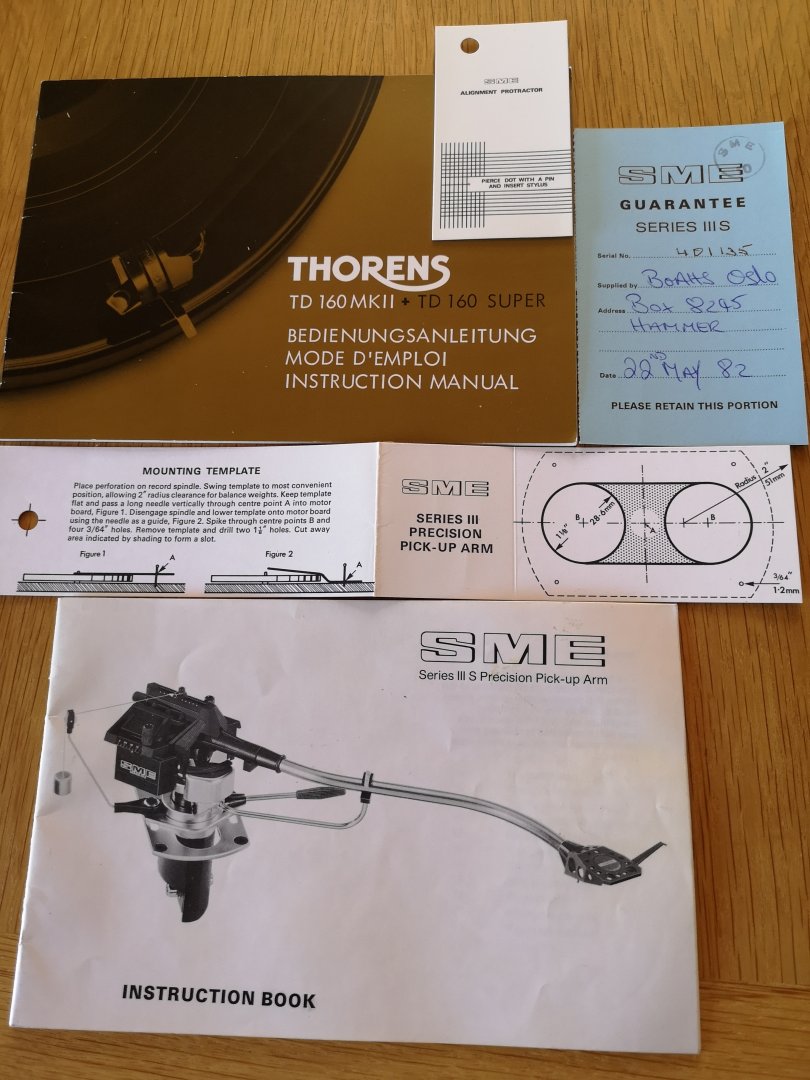 SME
ALIGNMENT PROTRACTOR
PIERCE DOT WITH A PIN
AND INSERT STYLUS
THORENS
TD 160 MKII + TD 160 SUPER
BEDIENUNGSANLEITUNG
MODE D'EMPLOI
INSTRUCTION MANUAL
SME
SME
GUARANTEE
SERIES III S
Serial No. 401135
Supplied by BOAHS OSLO
Address BOX 8245
HAMMER
Date 22ND MAY 82
PLEASE RETAIN THIS PORTION
MOUNTING TEMPLATE
Place perforation on record spindle. Swing template to most convenient
position, allowing 2" radius clearance for balance weights. Keep template
flat and pass a long needle vertically through centre point A into motor
board, Figure 1. Disengage spindle and lower template onto motor board
using the needle as a guide, Figure 2. Spike through centre points B and
four 3/64" holes. Remove template and drill two 1⅛" holes. Cut away
area indicated by shading to form a slot.
Figure 1
A
Figure 2
A
SME
SERIES III
PRECISION
PICK-UP ARM
B
1⅛"
28·6mm
A
B
Radius
2"
51mm
3/64"
1·2mm
SME
Series III S Precision Pick-up Arm
SME
INSTRUCTION BOOK